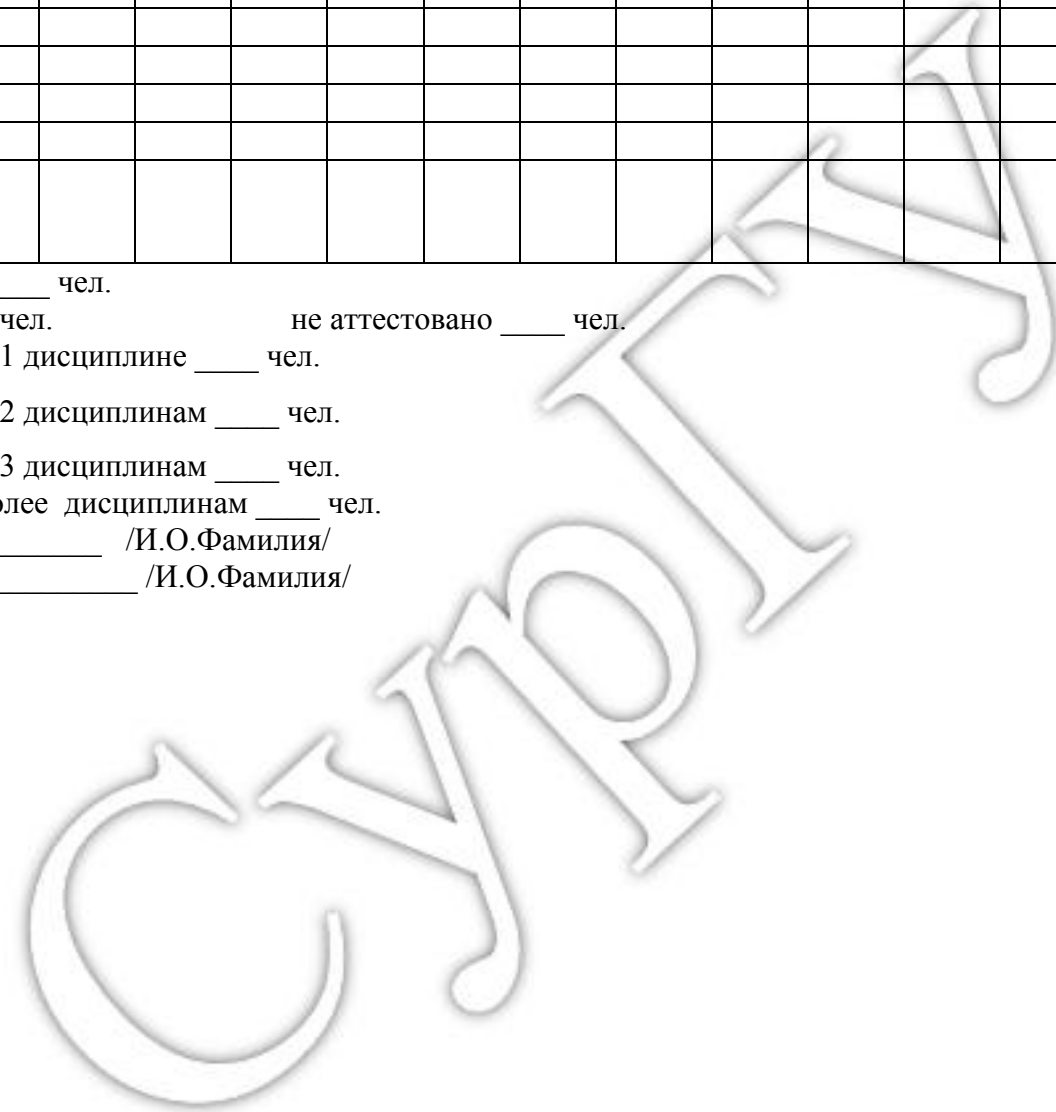 ____ чел.
чел. не аттестовано ____ чел.
1 дисциплине ____ чел.
2 дисциплинам ____ чел.
3 дисциплинам ____ чел.
олее дисциплинам ____ чел.
_______ /И.О.Фамилия/
_________ /И.О.Фамилия/
СурГУ